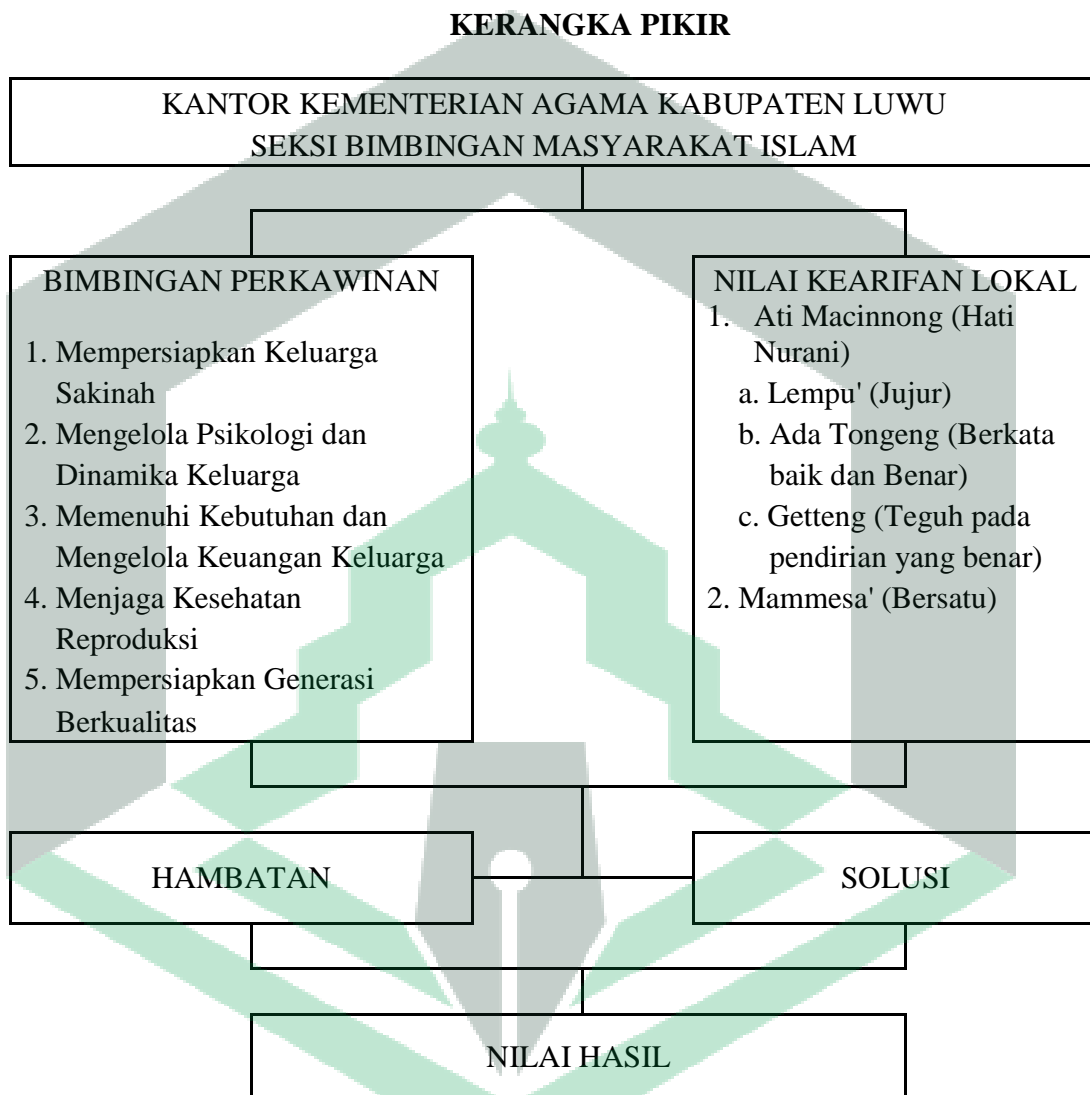 KERANGKA PIKIR
KANTOR KEMENTERIAN AGAMA KABUPATEN LUWU
SEKSI BIMBINGAN MASYARAKAT ISLAM
BIMBINGAN PERKAWINAN
1. Mempersiapkan Keluarga
Sakinah
2. Mengelola Psikologi dan
Dinamika Keluarga
3. Memenuhi Kebutuhan dan
Mengelola Keuangan Keluarga
4. Menjaga Kesehatan
Reproduksi
5. Mempersiapkan Generasi
Berkualitas
NILAI KEARIFAN LOKAL
1. Ati Macinnong (Hati
Nurani)
a. Lempu' (Jujur)
b. Ada Tongeng (Berkata
baik dan Benar)
c. Getteng (Teguh pada
pendirian yang benar)
2. Mammesa' (Bersatu)
HAMBATAN
SOLUSI
NILAI HASIL